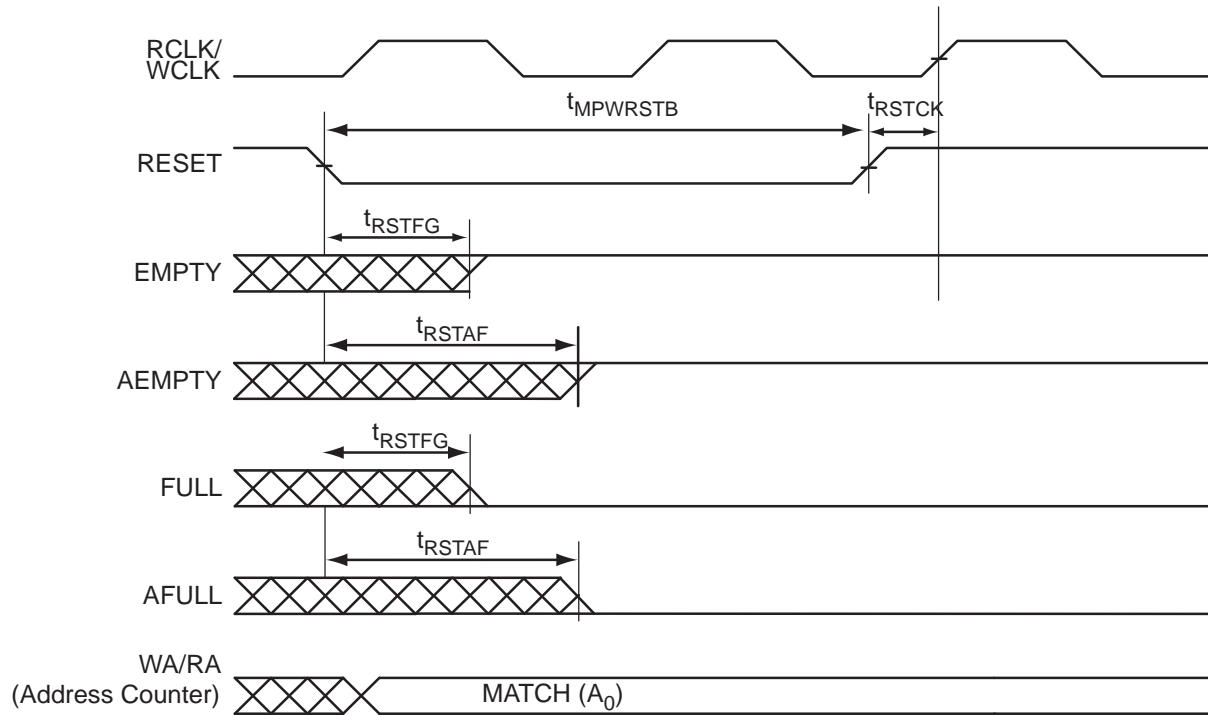 RCLK/
WCLK
tMPWRSTB
tRSTCK
RESET
tRSTFG
EMPTY
tRSTAF
AEMPTY
tRSTFG
FULL
tRSTAF
AFULL
WA/RA
(Address Counter)
MATCH (A0)